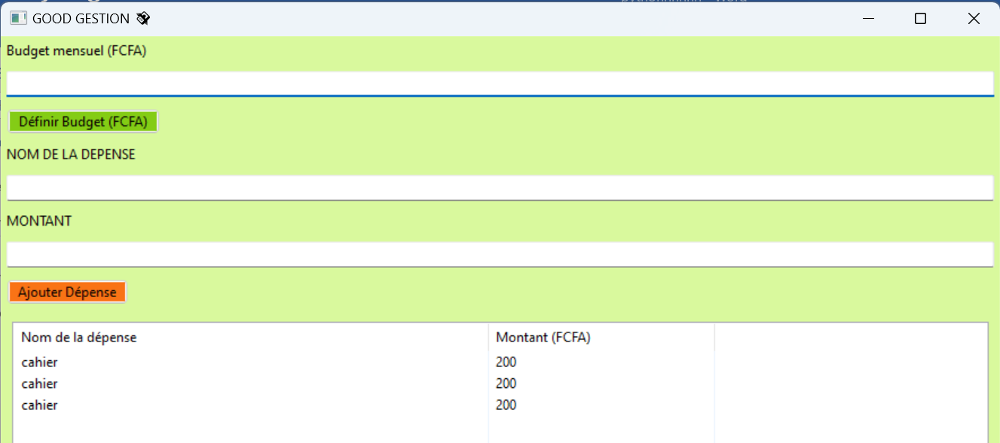 GOOD GESTION
Budget mensuel (FCFA)
Définir Budget (FCFA)
NOM DE LA DEPENSE
MONTANT
Ajouter Dépense
Nom de la dépense Montant (FCFA)
cahier 200
cahier 200
cahier 200